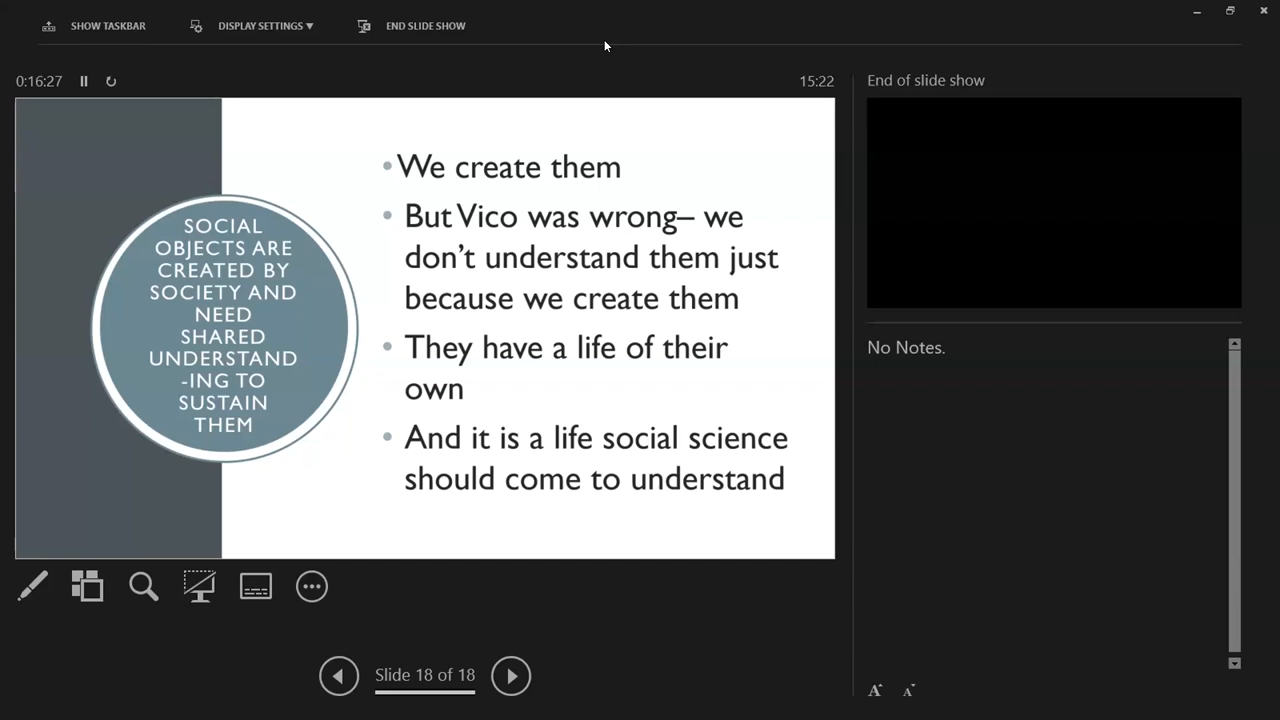 SHOW TASKBAR
DISPLAY SETTINGS ▼
END SLIDE SHOW
0:16:27
15:22
End of slide show
SOCIAL
OBJECTS ARE
CREATED BY
SOCIETY AND
NEED
SHARED
UNDERSTAND
-ING TO
SUSTAIN
THEM
•We create them
• But Vico was wrong– we
don’t understand them just
because we create them
• They have a life of their
own
• And it is a life social science
should come to understand
No Notes.
Slide 18 of 18
A A